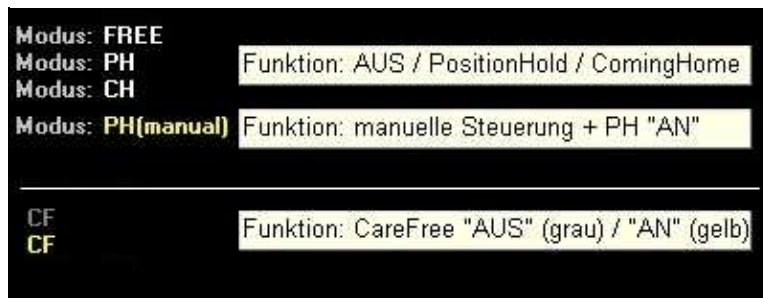 Modus: FREE
Modus: PH
Funktion: AUS / PositionHold / ComingHome
Modus: CH
Modus: PH(manual) Funktion: manuelle Steuerung + PH "AN"
CF
Funktion: CareFree "AUS" (grau) / "AN" (gelb)
CF